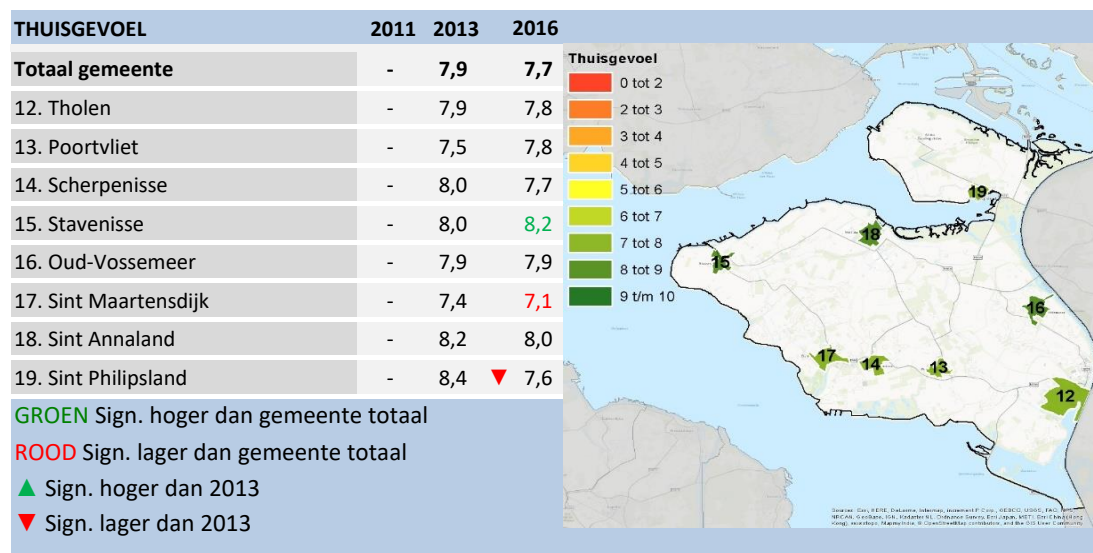 THUISGEVOEL 2011 2013 2016
Totaal gemeente - 7,9 7,7
12. Tholen - 7,9 7,8
13. Poortvliet - 7,5 7,8
14. Scherpenisse - 8,0 7,7
15. Stavenisse - 8,0 8,2
16. Oud-Vossemeer - 7,9 7,9
17. Sint Maartensdijk - 7,4 7,1
18. Sint Annaland - 8,2 8,0
19. Sint Philipsland - 8,4 ▼ 7,6
GROEN Sign. hoger dan gemeente totaal
ROOD Sign. lager dan gemeente totaal
▲ Sign. hoger dan 2013
▼ Sign. lager dan 2013
Thuisgevoel
0 tot 2
2 tot 3
3 tot 4
4 tot 5
5 tot 6
6 tot 7
7 tot 8
8 tot 9
9 t/m 10
19
18
15
16
17
14
13
12